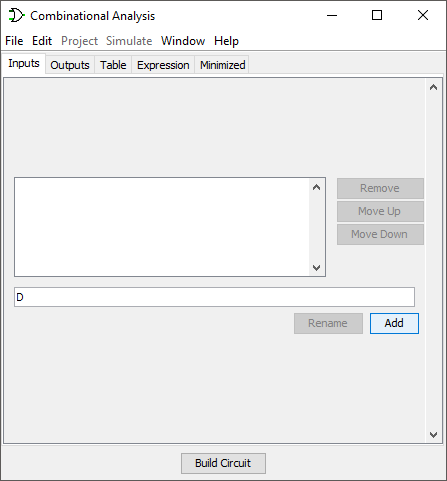 Combinational Analysis
File Edit Project Simulate Window Help
Inputs Outputs Table Expression Minimized
Remove
Move Up
Move Down
D
Rename Add
Build Circuit